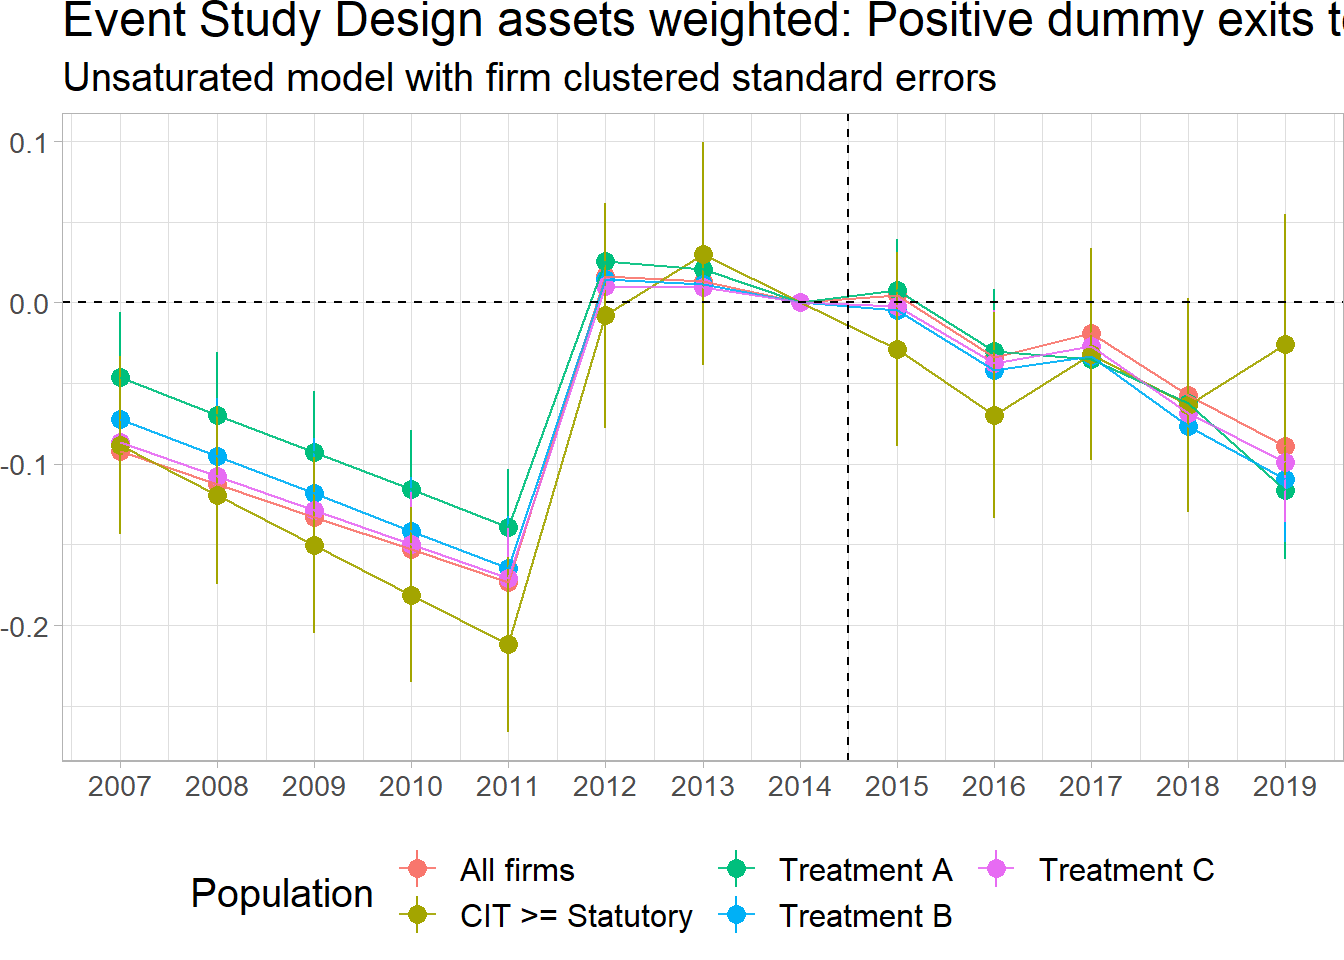 Event Study Design assets weighted: Positive dummy exits
Unsaturated model with firm clustered standard errors
0.1
0.0
-0.1
-0.2
2007 2008 2009 2010 2011 2012 2013 2014 2015 2016 2017 2018 2019
Population
All firms Treatment A Treatment C
CIT >= Statutory Treatment B